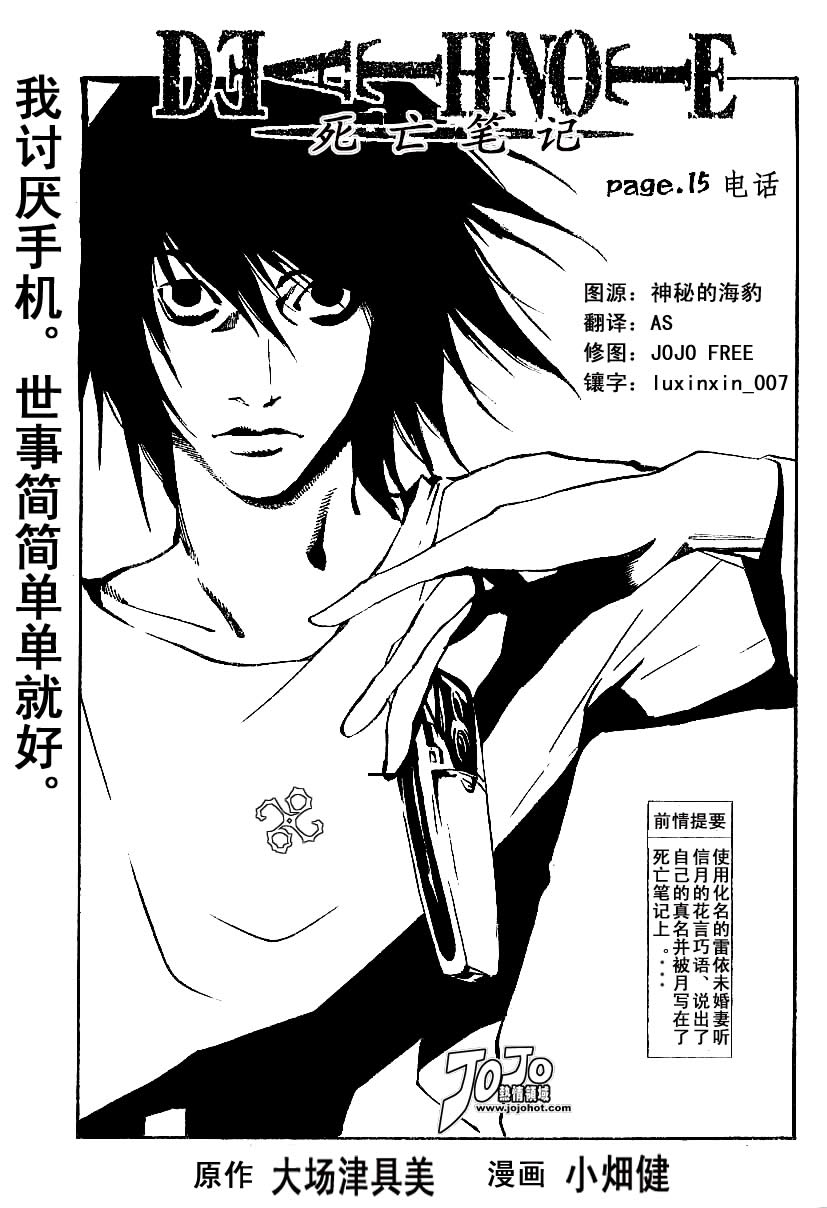 DEATH NOTE
死亡笔记
page.15 电话
我讨厌手机。世事简简单单就好。
图源：神秘的海豹
翻译：AS
修图：JOJO FREE
镶字：luxinxin_007
前情提要
使用化名的雷依未婚妻听
信月的花言巧语、说出了
自己的真名并被月写在了
死亡笔记上。...
JOJO
熱情領域
www.jojohot.com
原作 大场津具美 漫画 小畑健